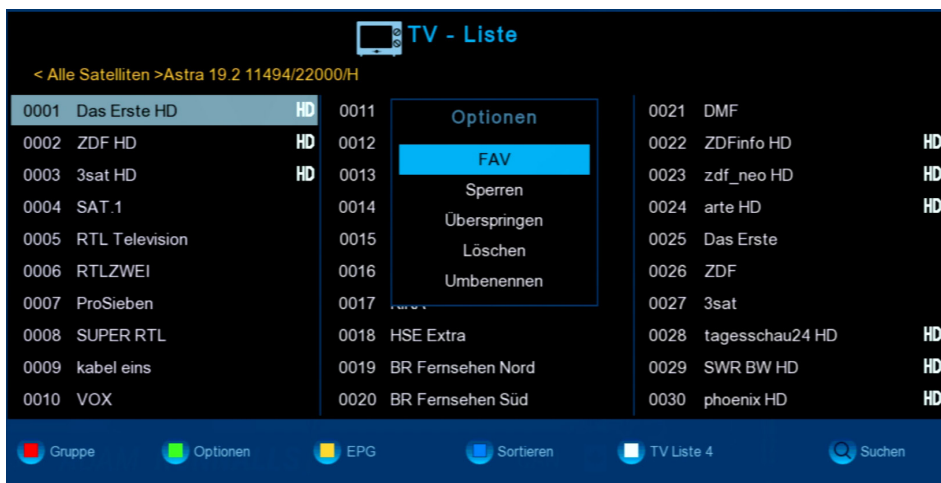 TV - Liste
< Alle Satelliten >Astra 19.2 11494/22000/H
0001 Das Erste HD HD
0002 ZDF HD HD
0003 3sat HD HD
0004 SAT.1
0005 RTL Television
0006 RTLZWEI
0007 ProSieben
0008 SUPER RTL
0009 kabel eins
0010 VOX
0011
0012
0013
0014
0015
0016
0017
0018 HSE Extra
0019 BR Fernsehen Nord
0020 BR Fernsehen Süd
Optionen
FAV
Sperren
Überspringen
Löschen
Umbenennen
0021 DMF
0022 ZDFinfo HD HD
0023 zdf_neo HD HD
0024 arte HD HD
0025 Das Erste
0026 ZDF
0027 3sat
0028 tagesschau24 HD HD
0029 SWR BW HD HD
0030 phoenix HD HD
Gruppe Optionen EPG Sortieren TV Liste 4 Suchen